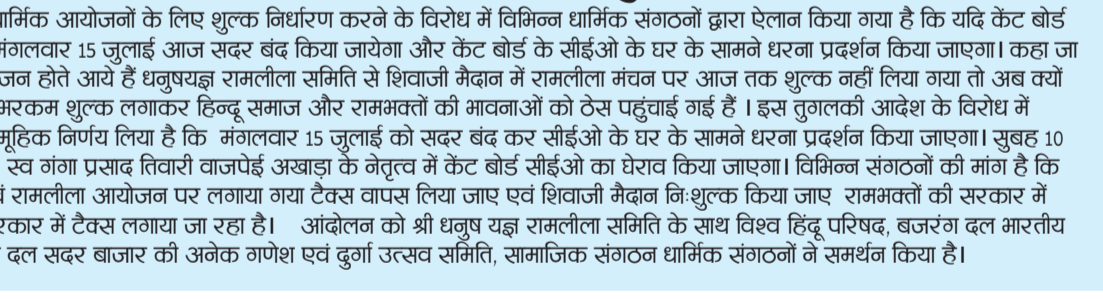 धार्मिक आयोजनों के लिए शुल्क निर्धारण करने के विरोध में विभिन्न धार्मिक संगठनों द्वारा ऐलान किया गया है कि यदि केंट बोर्ड
मंगलवार 15 जुलाई आज सदर बंद किया जायेगा और केंट बोर्ड के सीईओ के घर के सामने धरना प्रदर्शन किया जाएगा। कहा जा
जन होते आये हैं धनुषयज्ञ रामलीला समिति से शिवाजी मैदान में रामलीला मंचन पर आज तक शुल्क नहीं लिया गया तो अब क्यों
भरकम शुल्क लगाकर हिन्दू समाज और रामभक्तों की भावनाओं को ठेस पहुंचाई गई हैं । इस तुगलकी आदेश के विरोध में
मूहिक निर्णय लिया है कि मंगलवार 15 जुलाई को सदर बंद कर सीईओ के घर के सामने धरना प्रदर्शन किया जाएगा। सुबह 10
स्व गंगा प्रसाद तिवारी वाजपेई अखाड़ा के नेतृत्व में केंट बोर्ड सीईओ का घेराव किया जाएगा। विभिन्न संगठनों की मांग है कि
रामलीला आयोजन पर लगाया गया टैक्स वापस लिया जाए एवं शिवाजी मैदान निःशुल्क किया जाए रामभक्तों की सरकार में
रकार में टैक्स लगाया जा रहा है। आंदोलन को श्री धनुष यज्ञ रामलीला समिति के साथ विश्व हिंदू परिषद, बजरंग दल भारतीय
दल सदर बाजार की अनेक गणेश एवं दुर्गा उत्सव समिति, सामाजिक संगठन धार्मिक संगठनों ने समर्थन किया है।